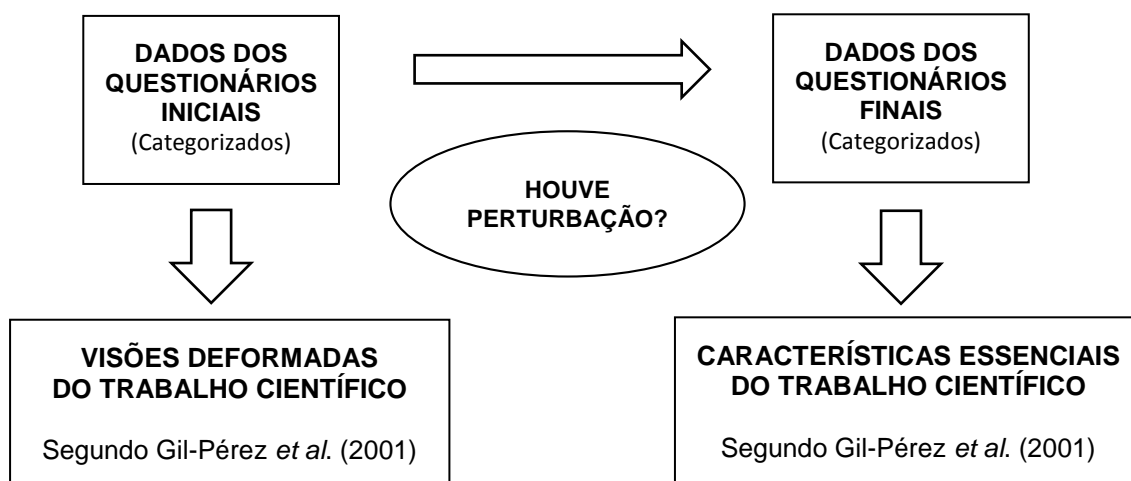 DADOS DOS
QUESTIONÁRIOS
INICIAIS
(Categorizados)
DADOS DOS
QUESTIONÁRIOS
FINAIS
(Categorizados)
HOUVE
PERTURBAÇÃO?
VISÕES DEFORMADAS
DO TRABALHO CIENTÍFICO
Segundo Gil-Pérez et al. (2001)
CARACTERÍSTICAS ESSENCIAIS
DO TRABALHO CIENTÍFICO
Segundo Gil-Pérez et al. (2001)